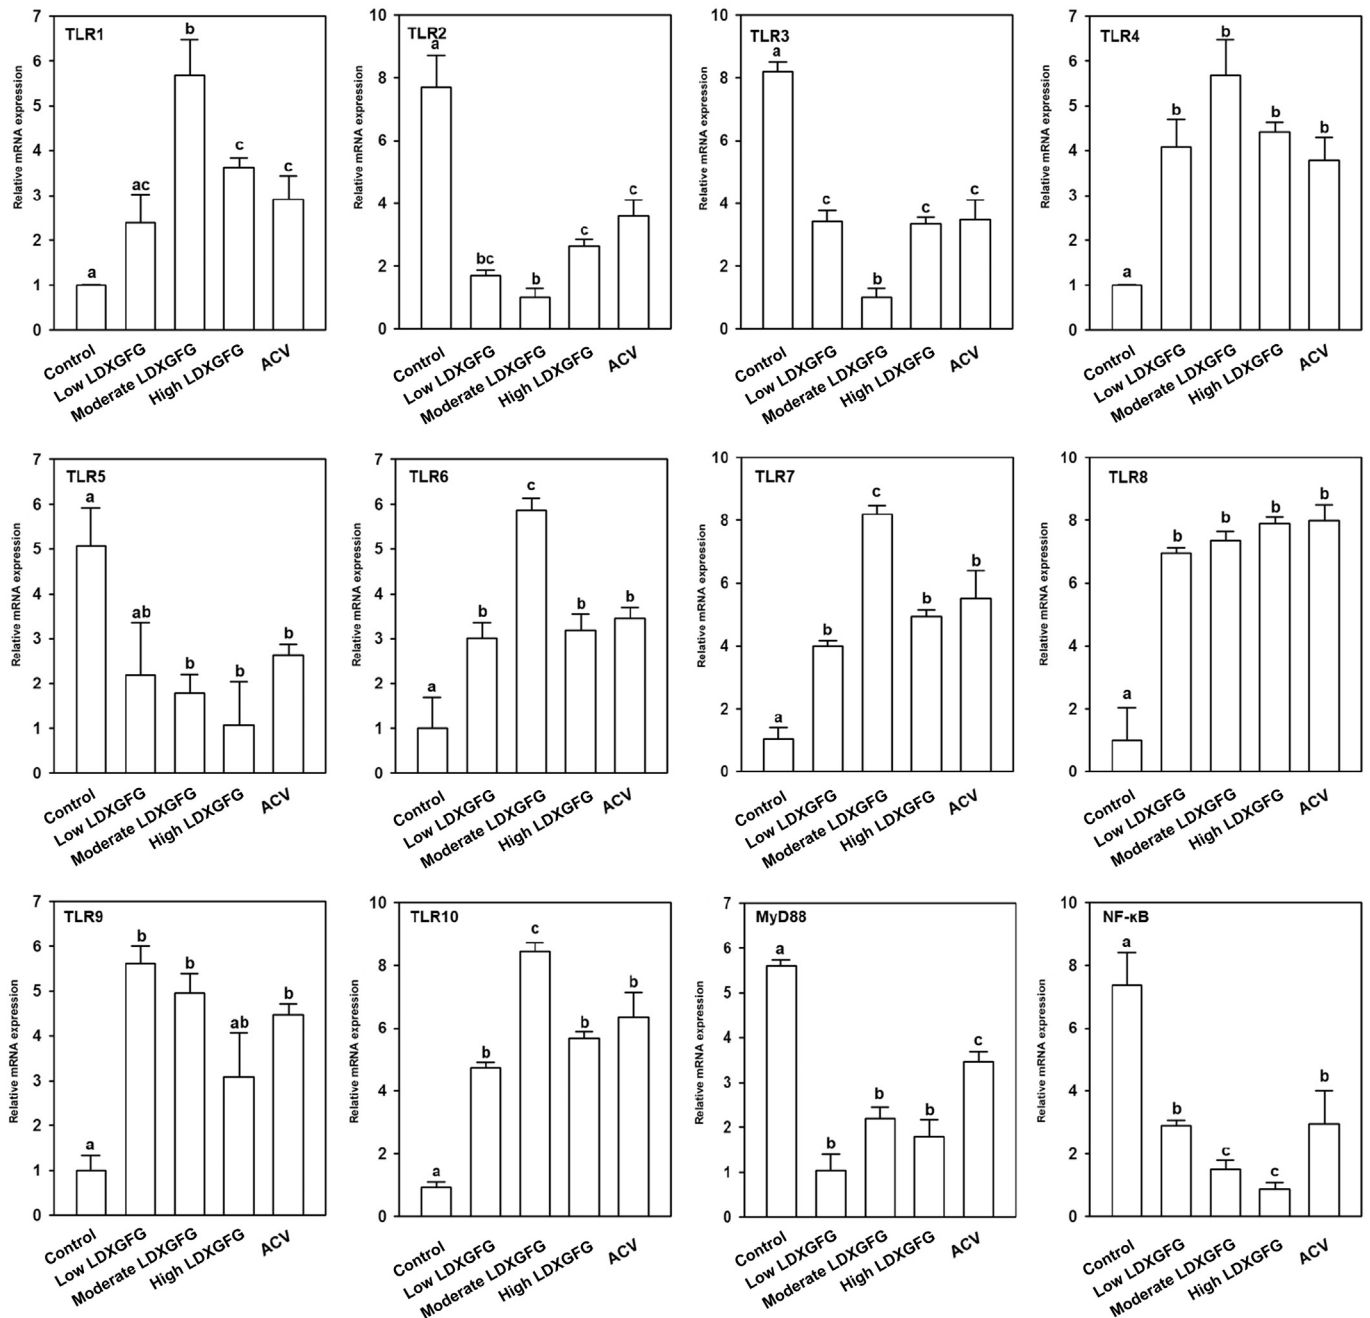 TLR1
Relative mRNA expression
7
6
5
4
3
2
1
0
a
ac
b
c
c
Control
Low LDXGFG
Moderate LDXGFG
High LDXGFG
ACV
TLR2
Relative mRNA expression
10
8
6
4
2
0
a
bc
b
c
c
Control
Low LDXGFG
Moderate LDXGFG
High LDXGFG
ACV
TLR3
Relative mRNA expression
10
8
6
4
2
0
a
c
b
c
c
Control
Low LDXGFG
Moderate LDXGFG
High LDXGFG
ACV
TLR4
Relative mRNA expression
7
6
5
4
3
2
1
0
a
b
b
b
b
Control
Low LDXGFG
Moderate LDXGFG
High LDXGFG
ACV
TLR5
Relative mRNA expression
7
6
5
4
3
2
1
0
a
ab
b
b
b
Control
Low LDXGFG
Moderate LDXGFG
High LDXGFG
ACV
TLR6
Relative mRNA expression
7
6
5
4
3
2
1
0
a
b
c
b
b
Control
Low LDXGFG
Moderate LDXGFG
High LDXGFG
ACV
TLR7
Relative mRNA expression
10
8
6
4
2
0
a
b
c
b
b
Control
Low LDXGFG
Moderate LDXGFG
High LDXGFG
ACV
TLR8
Relative mRNA expression
10
8
6
4
2
0
a
b
b
b
b
Control
Low LDXGFG
Moderate LDXGFG
High LDXGFG
ACV
TLR9
Relative mRNA expression
7
6
5
4
3
2
1
0
a
b
b
ab
b
Control
Low LDXGFG
Moderate LDXGFG
High LDXGFG
ACV
TLR10
Relative mRNA expression
10
8
6
4
2
0
a
b
c
b
b
Control
Low LDXGFG
Moderate LDXGFG
High LDXGFG
ACV
MyD88
Relative mRNA expression
7
6
5
4
3
2
1
0
a
b
b
b
c
Control
Low LDXGFG
Moderate LDXGFG
High LDXGFG
ACV
NF-κB
Relative mRNA expression
10
8
6
4
2
0
a
b
c
c
b
Control
Low LDXGFG
Moderate LDXGFG
High LDXGFG
ACV